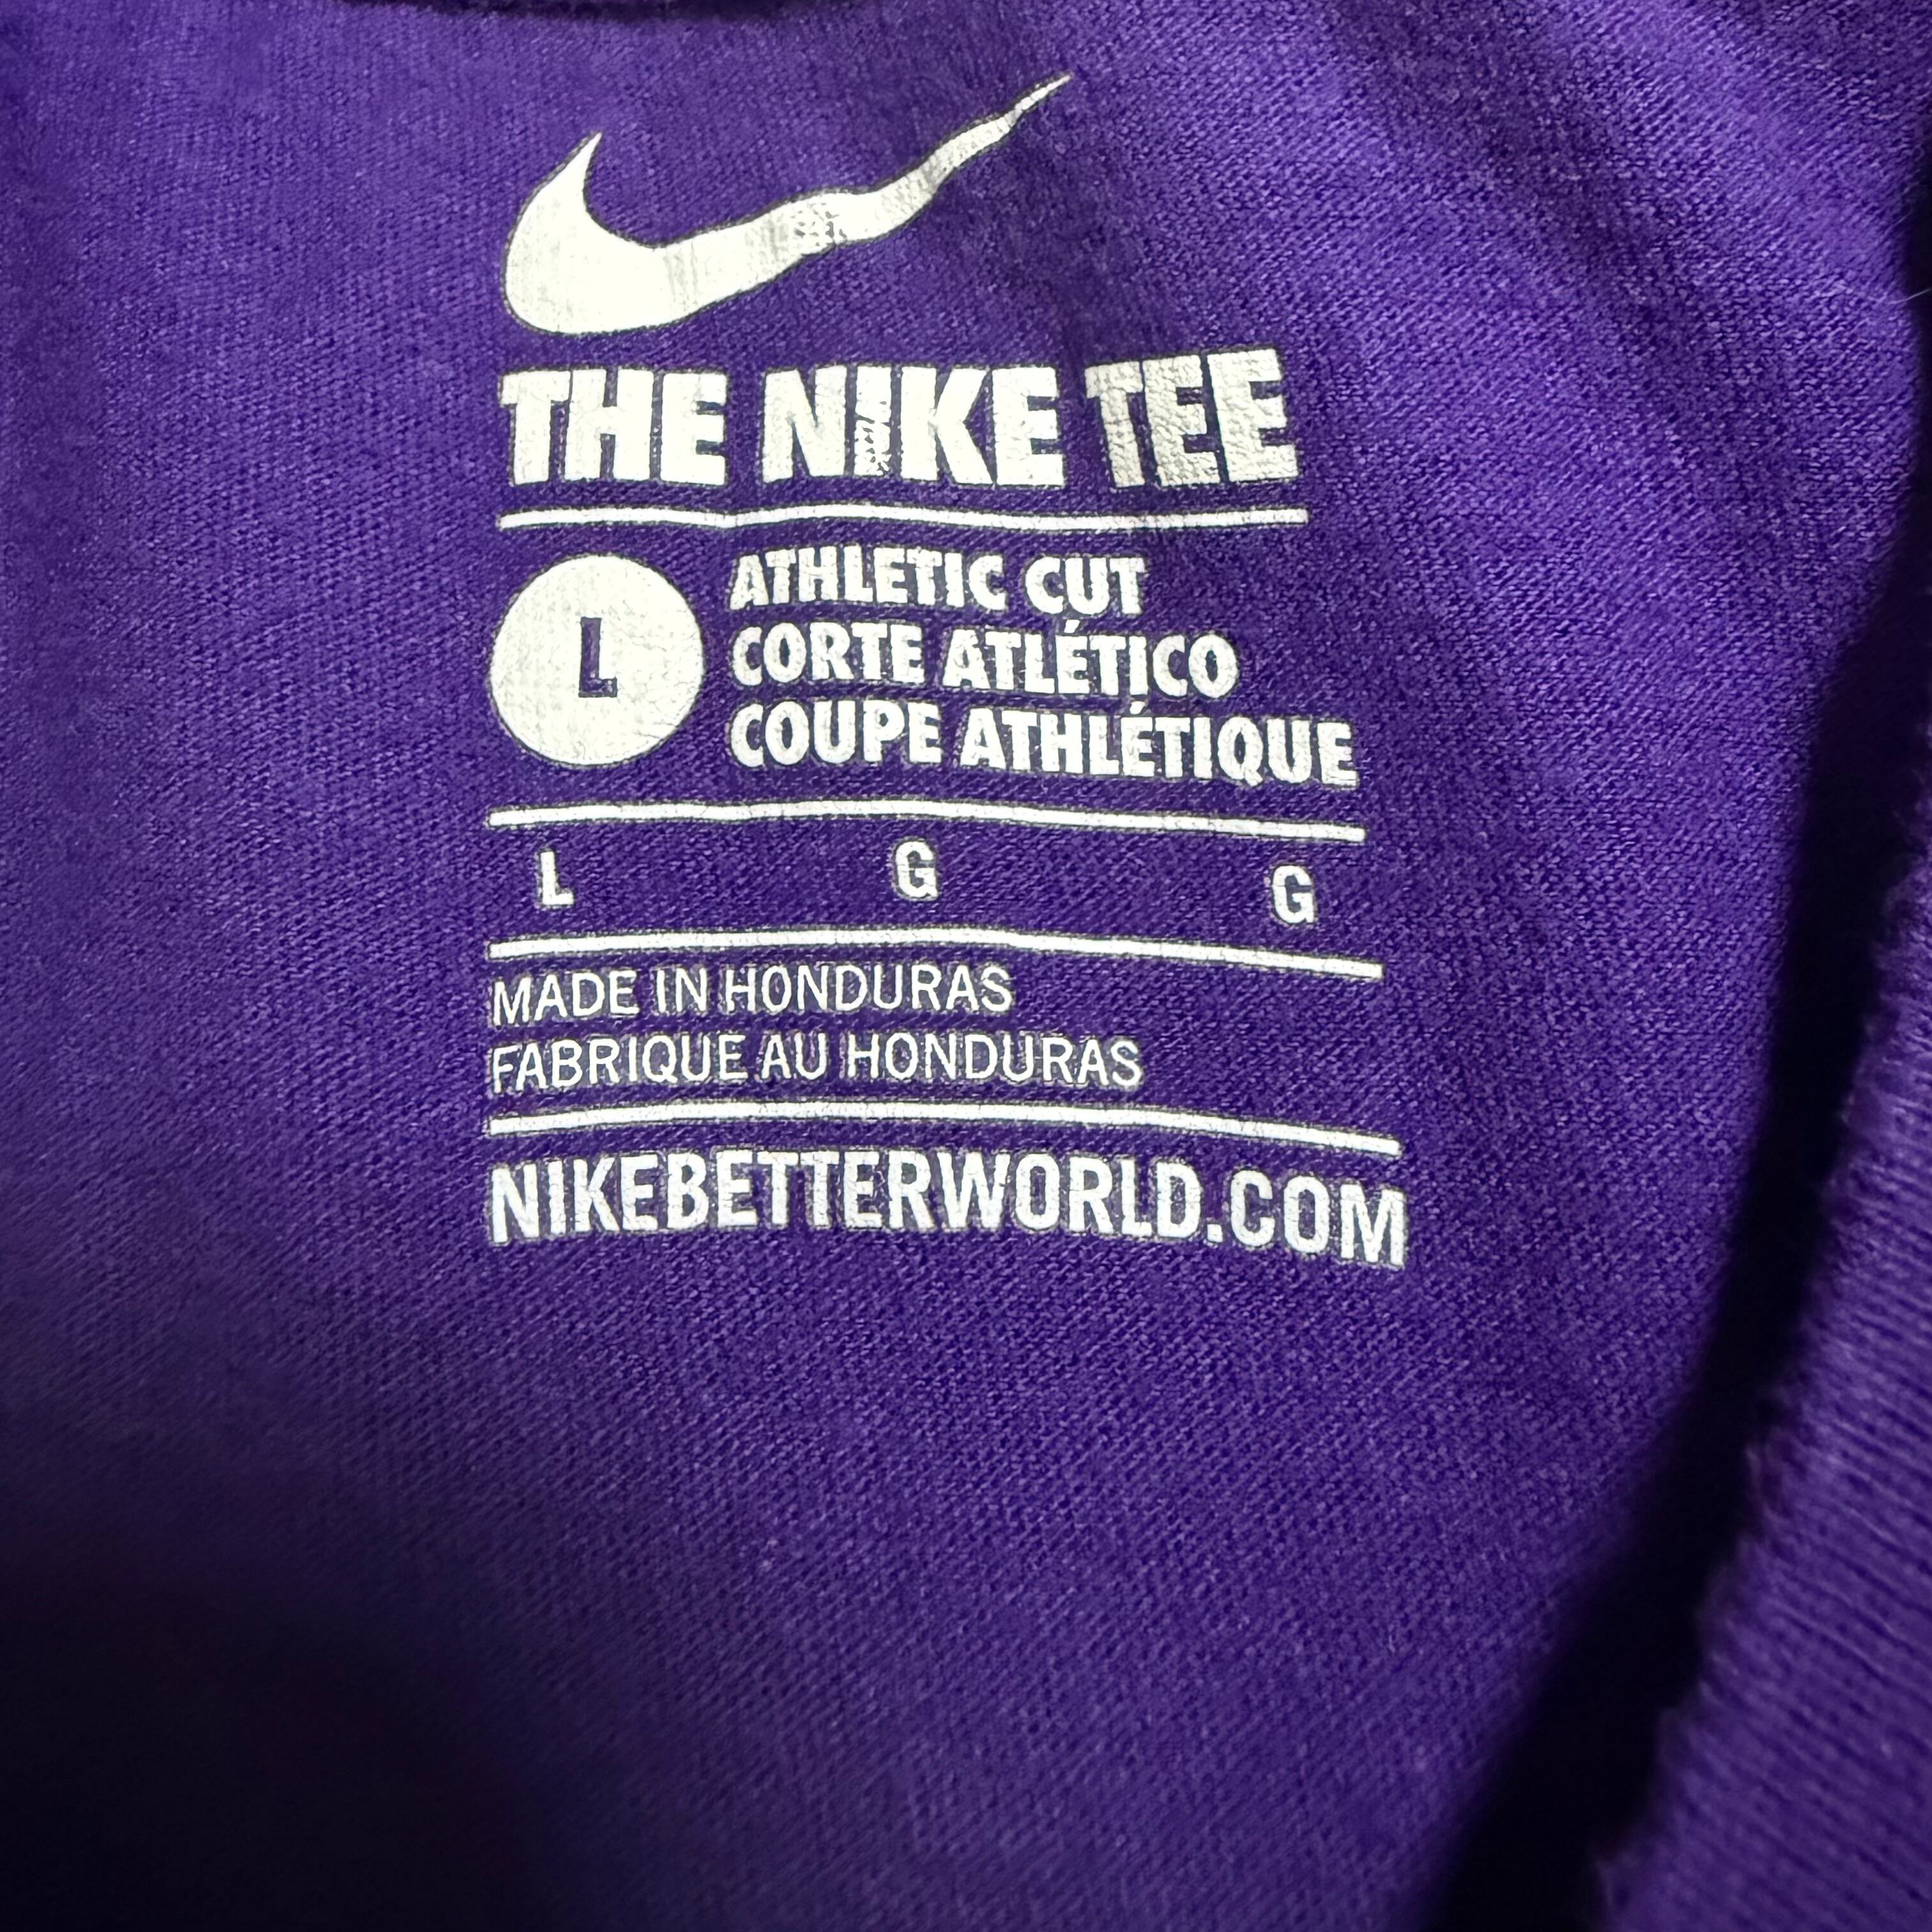 THE NIKE TEE
L
ATHLETIC CUT
CORTE ATLÉTICO
COUPE ATHLÉTIQUE
L G G
MADE IN HONDURAS
FABRIQUE AU HONDURAS
NIKEBETTERWORLD.COM